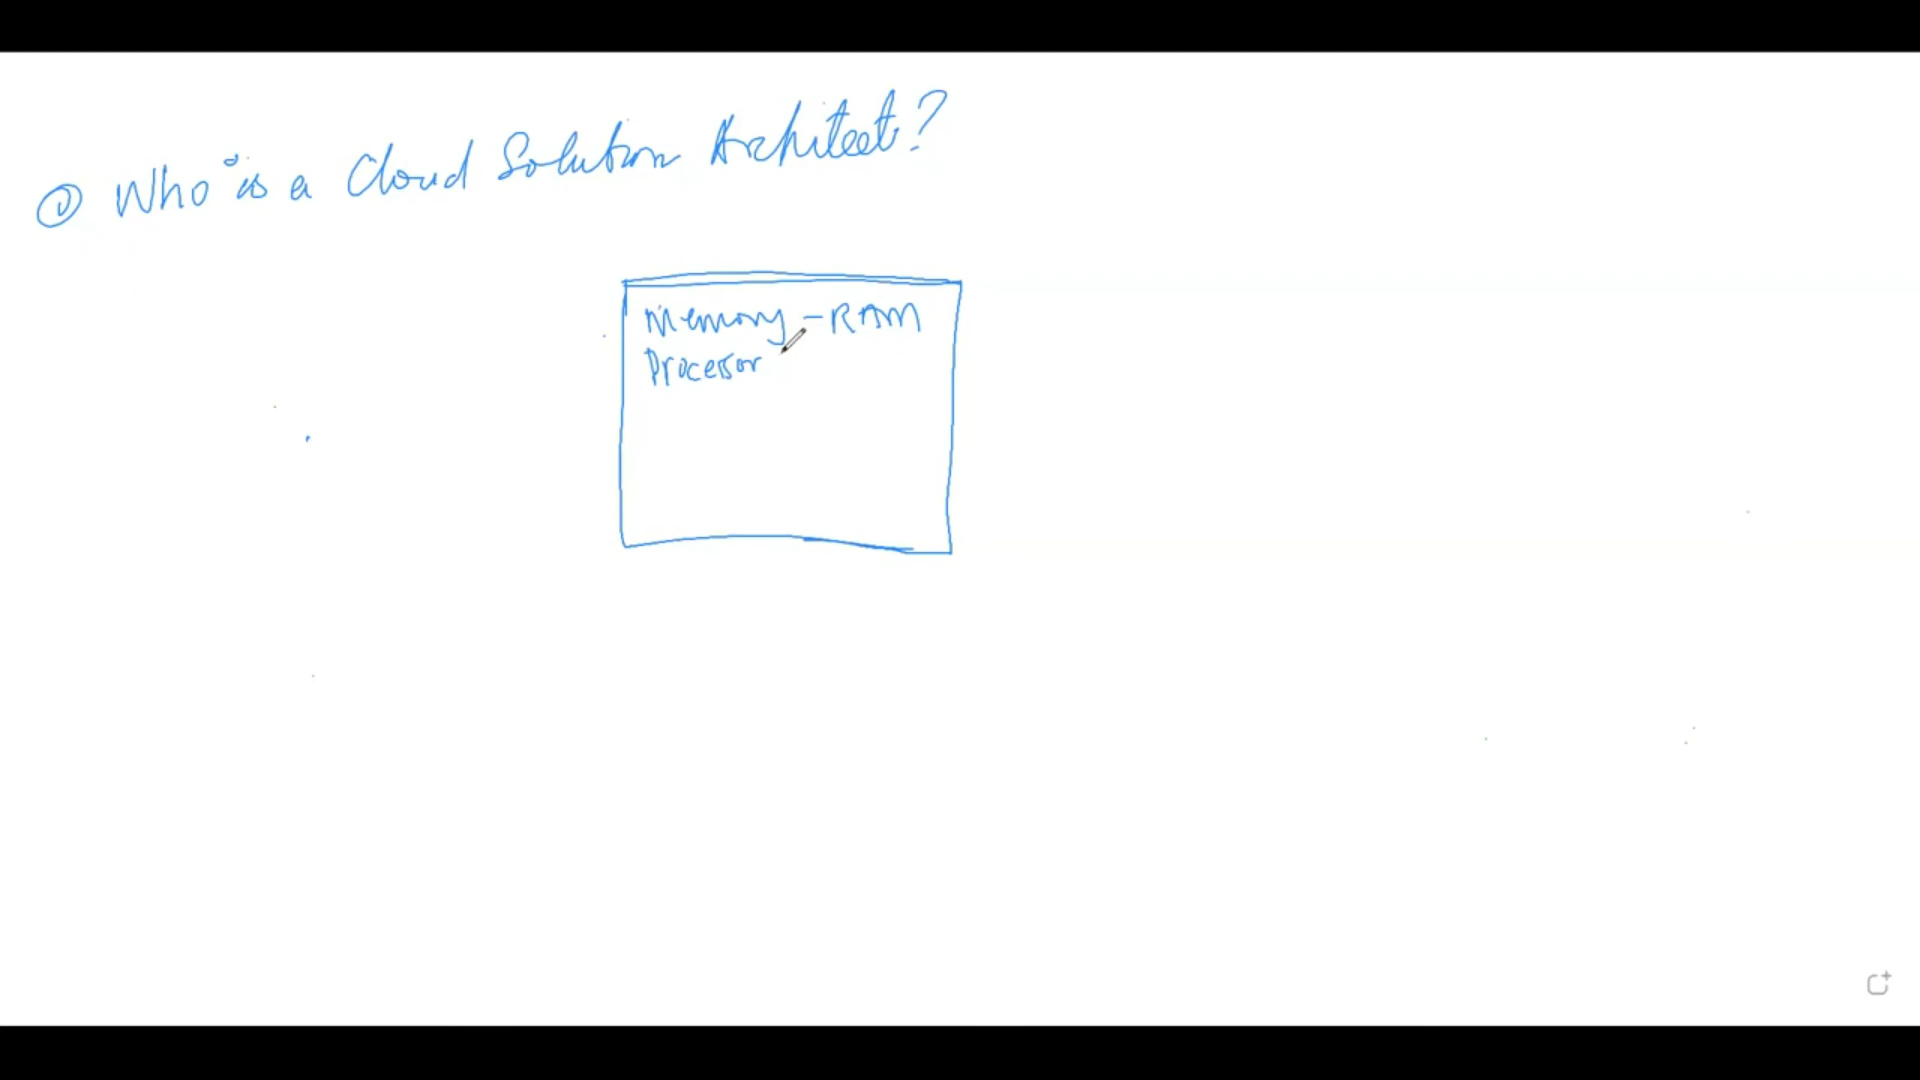 ① Who is a Cloud Solution Architect?
Memory - RAM
Processor